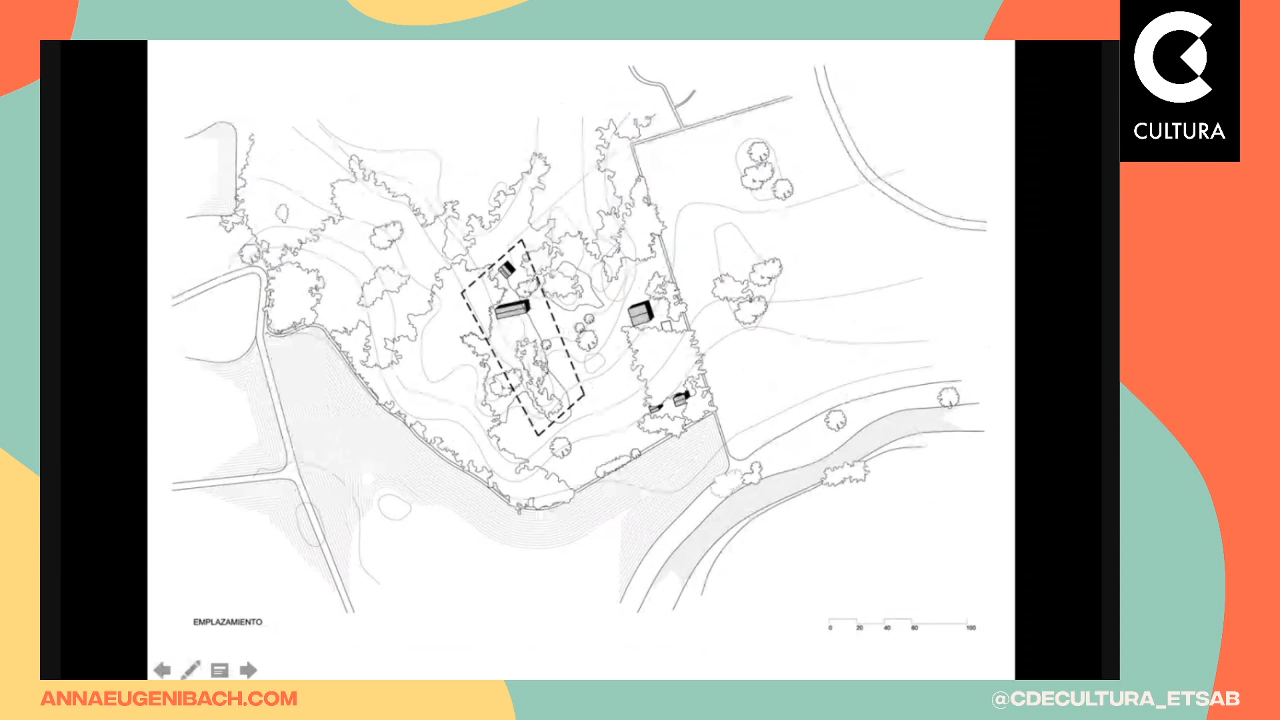 CULTURA
EMPLAZAMIENTO
0 20 40 60 100
ANNAEUGENIBACH.COM
@CDECULTURA_ETSAB